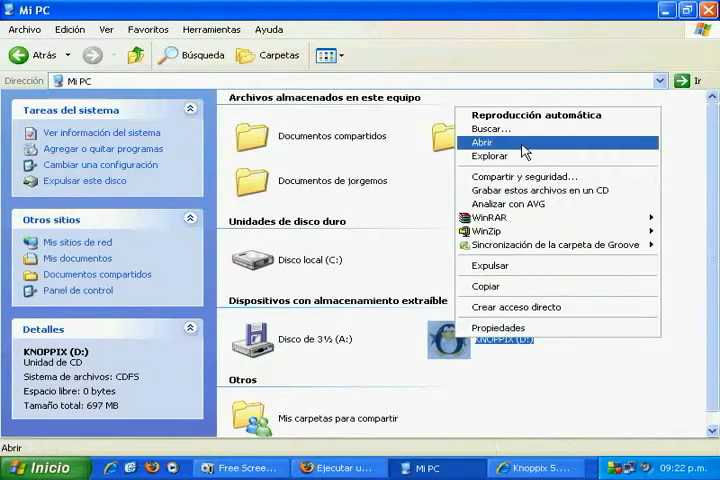 Mi PC
Archivo Edición Ver Favoritos Herramientas Ayuda
Atrás Búsqueda Carpetas
Dirección Mi PC Ir
Tareas del sistema
Ver información del sistema
Agregar o quitar programas
Cambiar una configuración
Expulsar este disco
Otros sitios
Mis sitios de red
Mis documentos
Documentos compartidos
Panel de control
Detalles
KNOPPIX (D:)
Unidad de CD
Sistema de archivos: CDFS
Espacio libre: 0 bytes
Tamaño total: 697 MB
Archivos almacenados en este equipo
Documentos compartidos
Documentos de jorgemos
Unidades de disco duro
Disco local (C:)
Dispositivos con almacenamiento extraíble
Disco de 3½ (A:)
KNOPPIX (D:)
Otros
Mis carpetas para compartir
Reproducción automática
Buscar...
Abrir
Explorar
Compartir y seguridad...
Grabar estos archivos en un CD
Analizar con AVG
WinRAR
WinZip
Sincronización de la carpeta de Groove
Expulsar
Copiar
Crear acceso directo
Propiedades
Abrir
Inicio Free Scree... Ejecutar u... Mi PC Knoppix 5.... 09:22 p.m.